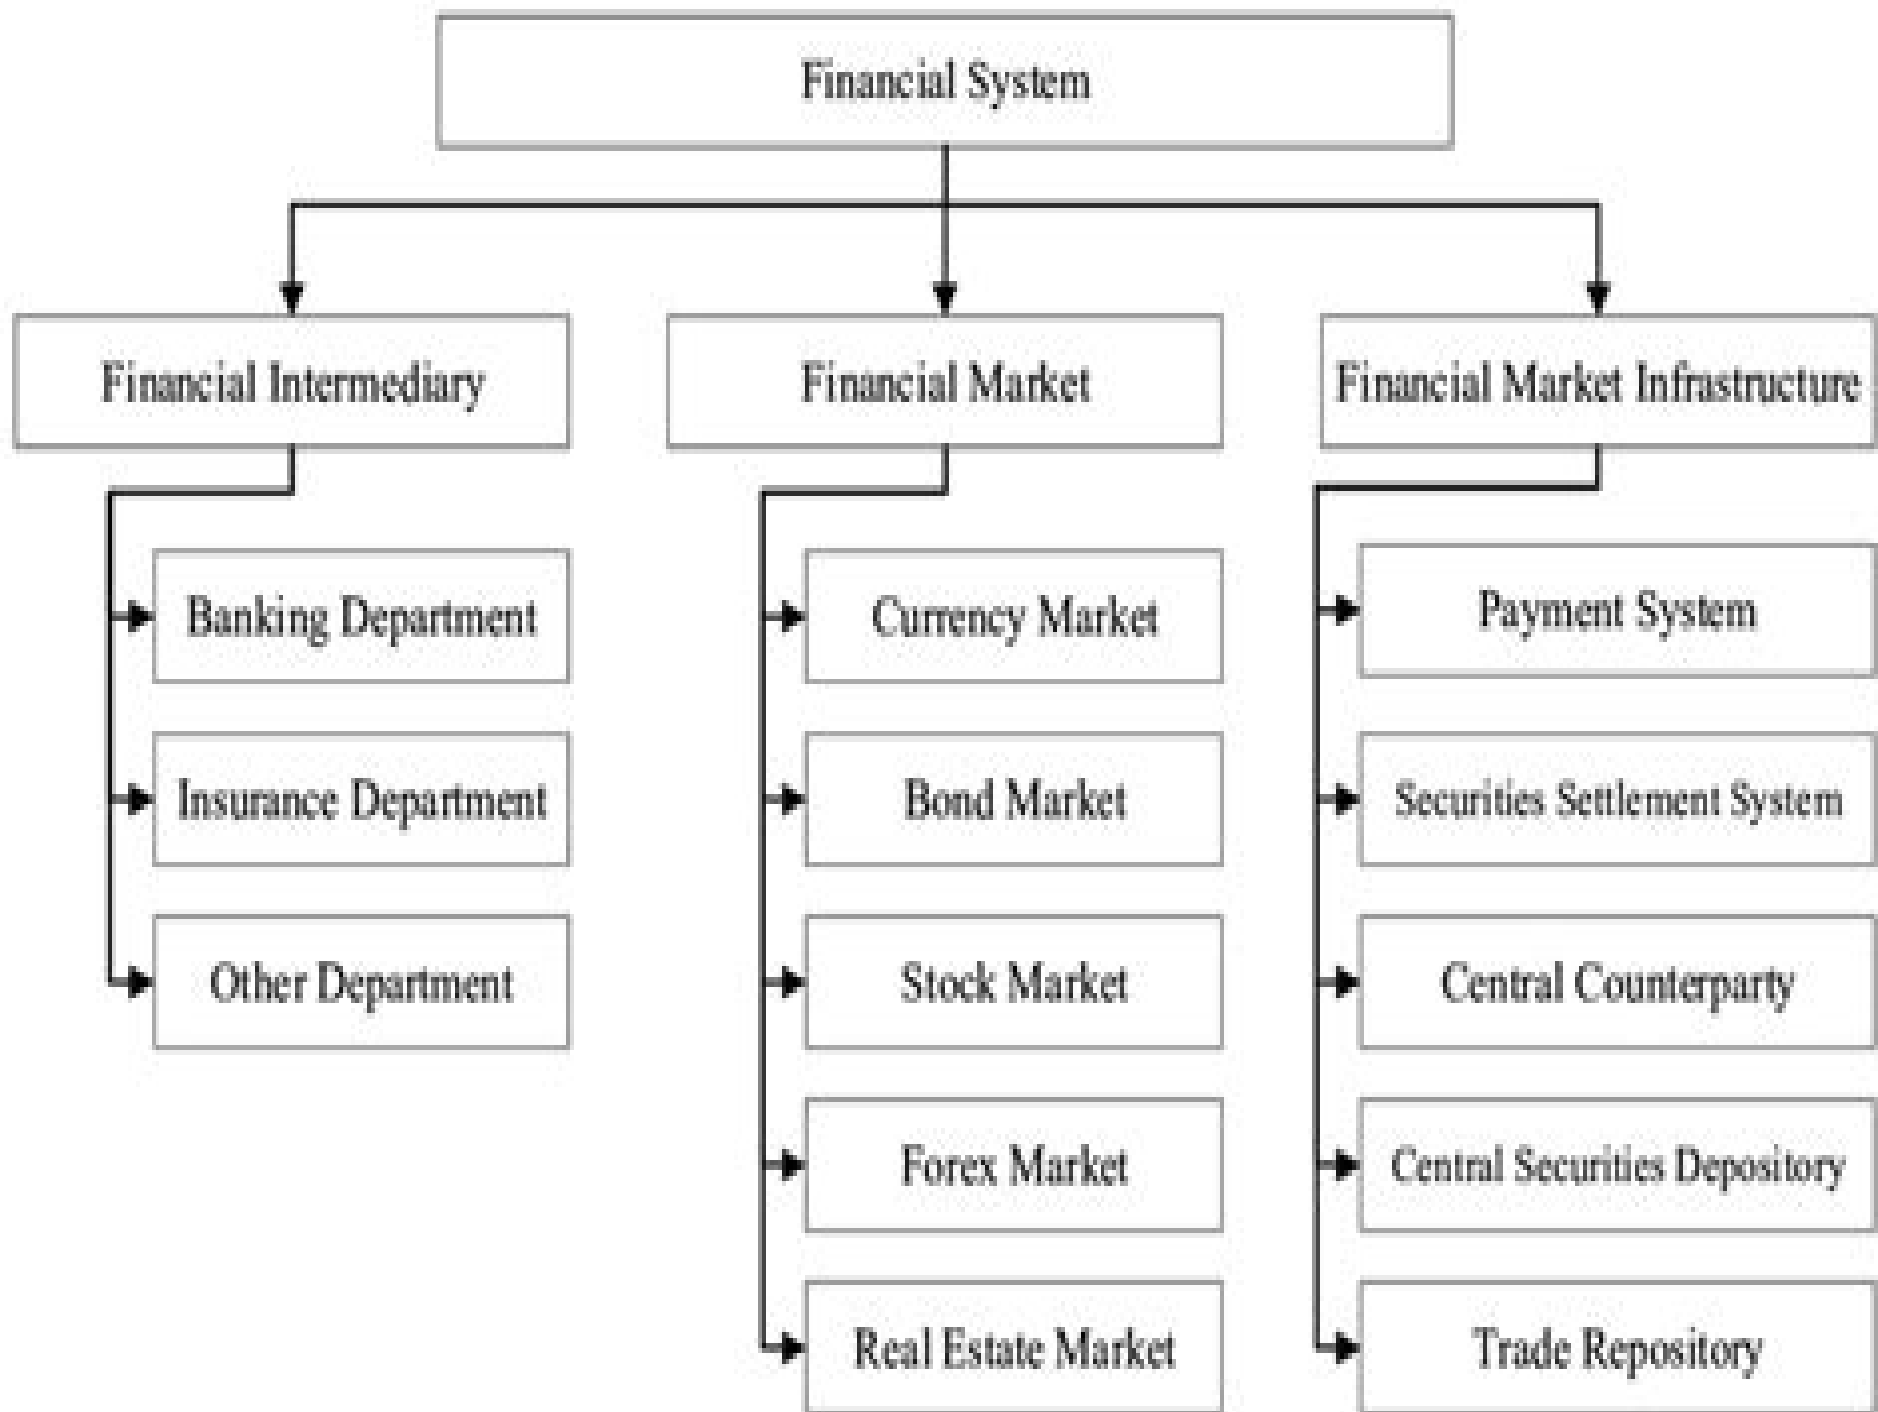 Financial System
Financial Intermediary
Financial Market
Financial Market Infrastructure
Banking Department
Insurance Department
Other Department
Currency Market
Bond Market
Stock Market
Forex Market
Real Estate Market
Payment System
Securities Settlement System
Central Counterparty
Central Securities Depository
Trade Repository